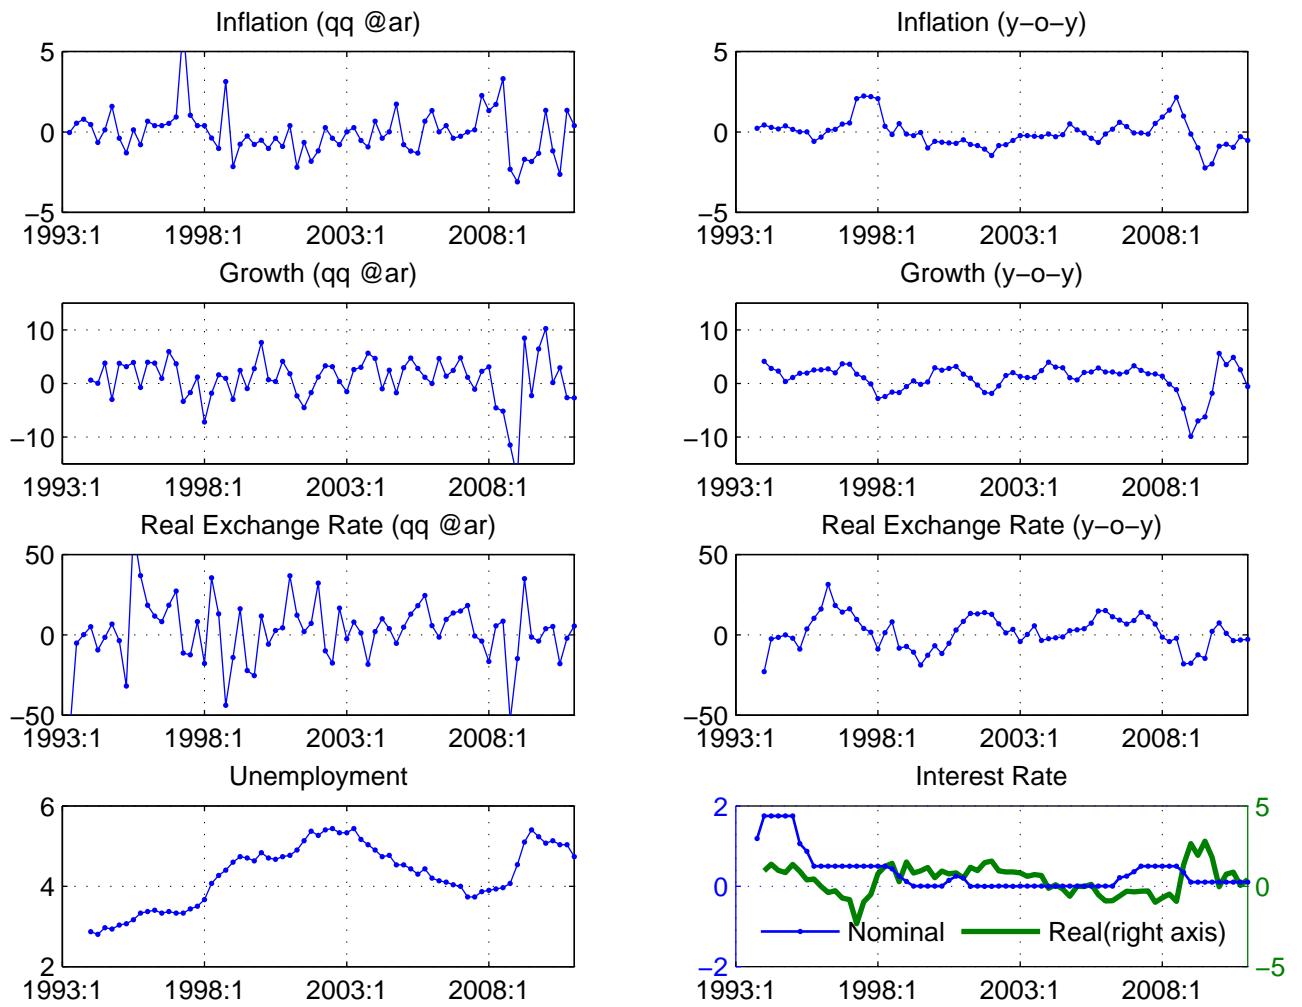 Inflation (qq @ar)
5
0
−5
1993:1 1998:1 2003:1 2008:1
Inflation (y−o−y)
5
0
−5
1993:1 1998:1 2003:1 2008:1
Growth (qq @ar)
10
0
−10
1993:1 1998:1 2003:1 2008:1
Growth (y−o−y)
10
0
−10
1993:1 1998:1 2003:1 2008:1
Real Exchange Rate (qq @ar)
50
0
−50
1993:1 1998:1 2003:1 2008:1
Real Exchange Rate (y−o−y)
50
0
−50
1993:1 1998:1 2003:1 2008:1
Unemployment
6
4
2
1993:1 1998:1 2003:1 2008:1
Interest Rate
2 5
0 0
Nominal Real(right axis)
−2 −5
1993:1 1998:1 2003:1 2008:1